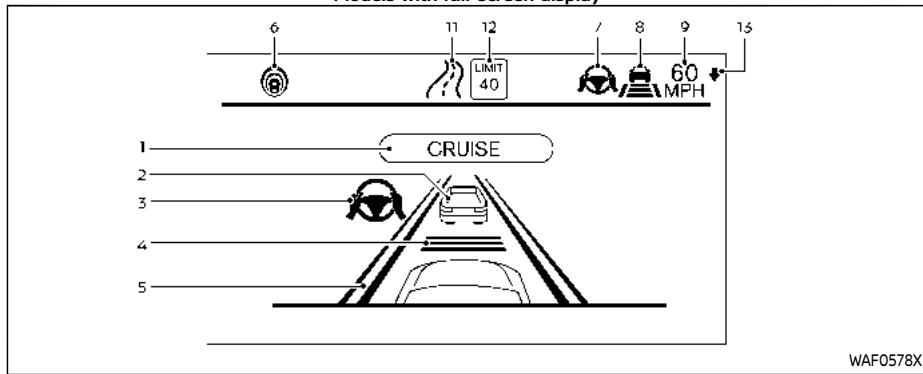 Models with full-screen display
6 11 12 7 8 9 13
LIMIT
40
60
MPH
1 CRUISE
2
3
4
5
WAF0578X